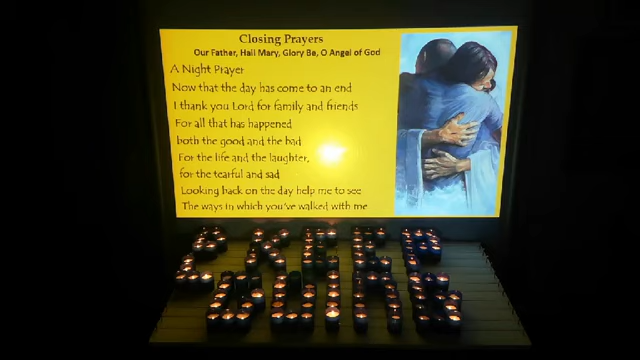 Closing Prayers
Our Father, Hail Mary, Glory Be, O Angel of God
A Night Prayer
Now that the day has come to an end
I thank you Lord for family and friends
For all that has happened
both the good and the bad
For the life and the laughter,
for the tearful and sad
Looking back on the day help me to see
The ways in which you've walked with me